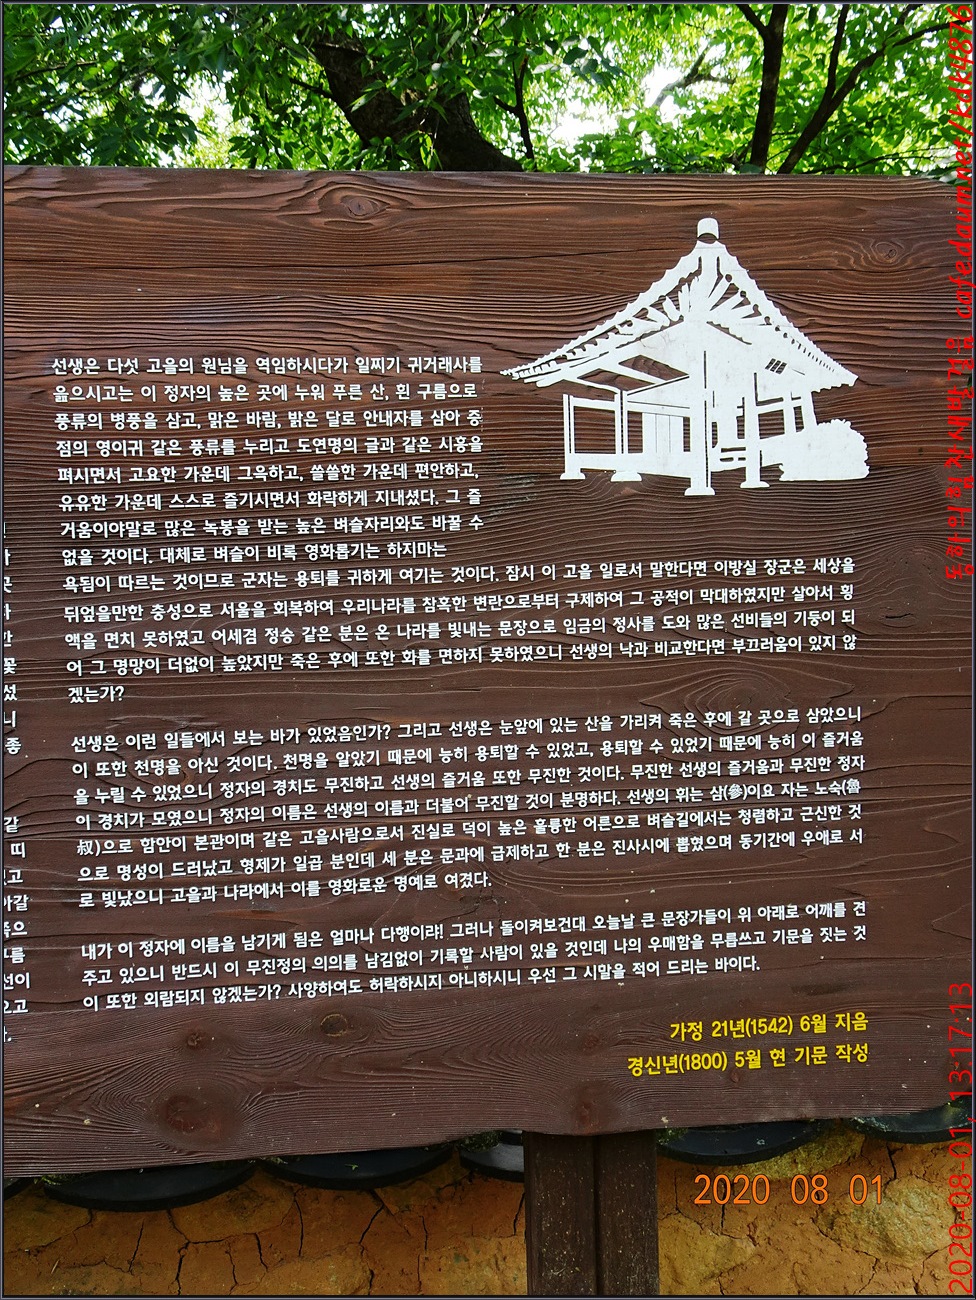 선생은 다섯 고을의 원님을 역임하시다가 일찌기 귀거래사를
읊으시고는 이 정자의 높은 곳에 누워 푸른 산, 흰 구름으로
풍류의 병풍을 삼고, 맑은 바람, 밝은 달로 안내자를 삼아 증
점의 영이귀 같은 풍류를 누리고 도연명의 글과 같은 시흥을
펴시면서 고요한 가운데 그윽하고, 쓸쓸한 가운데 편안하고,
유유한 가운데 스스로 즐기시면서 화락하게 지내셨다. 그 즐
거움이야말로 많은 녹봉을 받는 높은 벼슬자리와도 바꿀 수
없을 것이다. 대체로 벼슬이 비록 영화롭기는 하지마는
욕됨이 따르는 것이므로 군자는 용퇴를 귀하게 여기는 것이다. 잠시 이 고을 일로서 말한다면 이방실 장군은 세상을
뒤엎을만한 충성으로 서울을 회복하여 우리나라를 참혹한 변란으로부터 구제하여 그 공적이 막대하였지만 살아서 횡
액을 면치 못하였고 어세겸 정승 같은 분은 온 나라를 빛내는 문장으로 임금의 정사를 도와 많은 선비들의 기둥이 되
어 그 명망이 더없이 높았지만 죽은 후에 또한 화를 면하지 못하였으니 선생의 낙과 비교한다면 부끄러움이 있지 않
겠는가?
선생은 이런 일들에서 보는 바가 있었음인가? 그리고 선생은 눈앞에 있는 산을 가리켜 죽은 후에 갈 곳으로 삼았으니
이 또한 천명을 아신 것이다. 천명을 알았기 때문에 능히 용퇴할 수 있었고, 용퇴할 수 있었기 때문에 능히 이 즐거움
을 누릴 수 있었으니 정자의 경치도 무진하고 선생의 즐거움 또한 무진한 것이다. 무진한 선생의 즐거움과 무진한 정자
이 경치가 모였으니 정자의 이름은 선생의 이름과 더불어 무진할 것이 분명하다. 선생의 휘는 삼(參)이요 자는 노숙(魯
叔)으로 함안이 본관이며 같은 고을사람으로서 진실로 덕이 높은 훌륭한 어른으로 벼슬길에서는 청렴하고 근신한 것
으로 명성이 드러났고 형제가 일곱 분인데 세 분은 문과에 급제하고 한 분은 진사시에 뽑혔으며 동기간에 우애로 서
로 빛났으니 고을과 나라에서 이를 영화로운 명예로 여겼다.
내가 이 정자에 이름을 남기게 됨은 얼마나 다행이랴! 그러나 돌이켜보건대 오늘날 큰 문장가들이 위 아래로 어깨를 견
주고 있으니 반드시 이 무진정의 의의를 남김없이 기록할 사람이 있을 것인데 나의 우매함을 무릅쓰고 기문을 짓는 것
이 또한 외람되지 않겠는가? 사양하여도 허락하시지 아니하시니 우선 그 시말을 적어 드리는 바이다.
가정 21년(1542) 6월 지음
경신년(1800) 5월 현 기문 작성
2020 08 01
2020-08-01, 13:17:13
동하의 힘찬새발걸음 cafe.daum.net/kdk4876